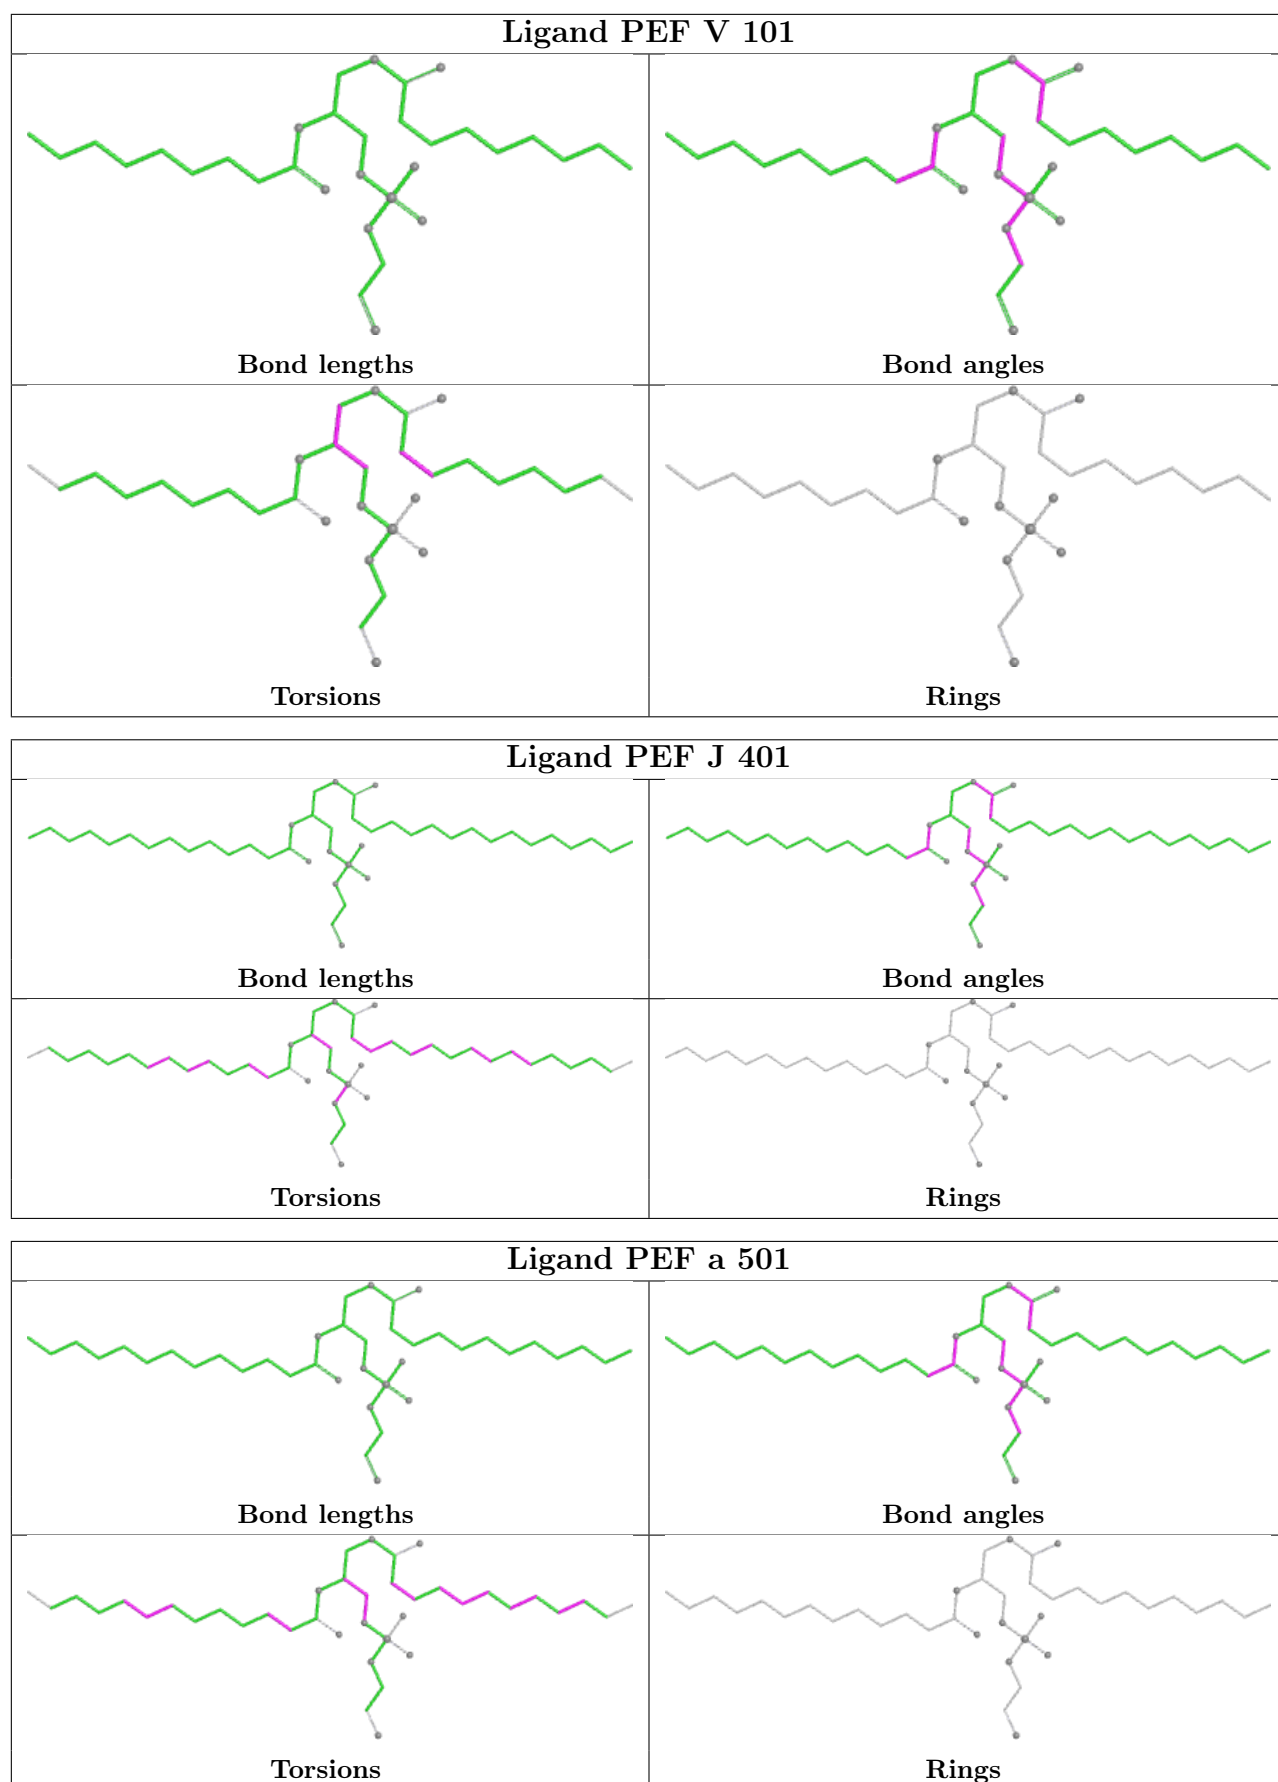 Ligand PEF V 101
Bond lengths
Bond angles
Torsions
Rings
Ligand PEF J 401
Bond lengths
Bond angles
Torsions
Rings
Ligand PEF a 501
Bond lengths
Bond angles
Torsions
Rings